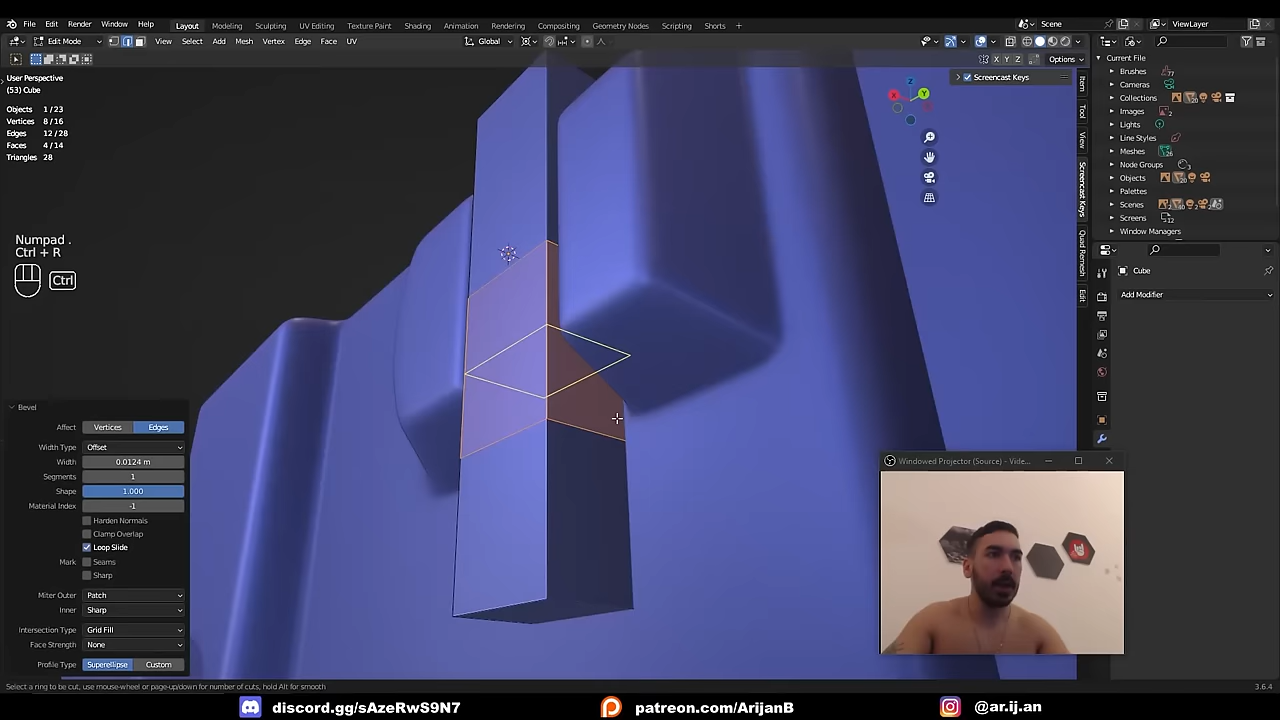 File Edit Render Window Help
Layout Modeling Sculpting UV Editing Texture Paint Shading Animation Rendering Compositing Geometry Nodes Scripting Shorts +
Scene
ViewLayer
Edit Mode
View Select Add Mesh Vertex Edge Face UV
Global
X Y Z
Options
User Perspective
(53) Cube
Objects 1/23
Vertices 8/16
Edges 12/28
Faces 4/14
Triangles 28
Screencast Keys
Item
Tool
View
Screencast Keys
Quad Remesh
Edit
Current File
Brushes
Cameras
Collections
Images
Lights
Line Styles
Meshes
Node Groups
Objects
Palettes
Scenes
Screens
Window Managers
Cube
Add Modifier
Numpad .
Ctrl + R
Ctrl
Bevel
Affect Vertices Edges
Width Type Offset
Width 0.0124 m
Segments 1
Shape 1.000
Material Index -1
Harden Normals
Clamp Overlap
Loop Slide
Mark Seams
Sharp
Miter Outer Patch
Inner Sharp
Intersection Type Grid Fill
Face Strength None
Profile Type Superellipse Custom
Windowed Projector (Source) - Vide...
Select a ring to be cut, use mouse-wheel or page-up/down for number of cuts, hold Alt for smooth
3.6.4
discord.gg/sAzeRwS9N7
patreon.com/ArijanB
@ar.ij.an